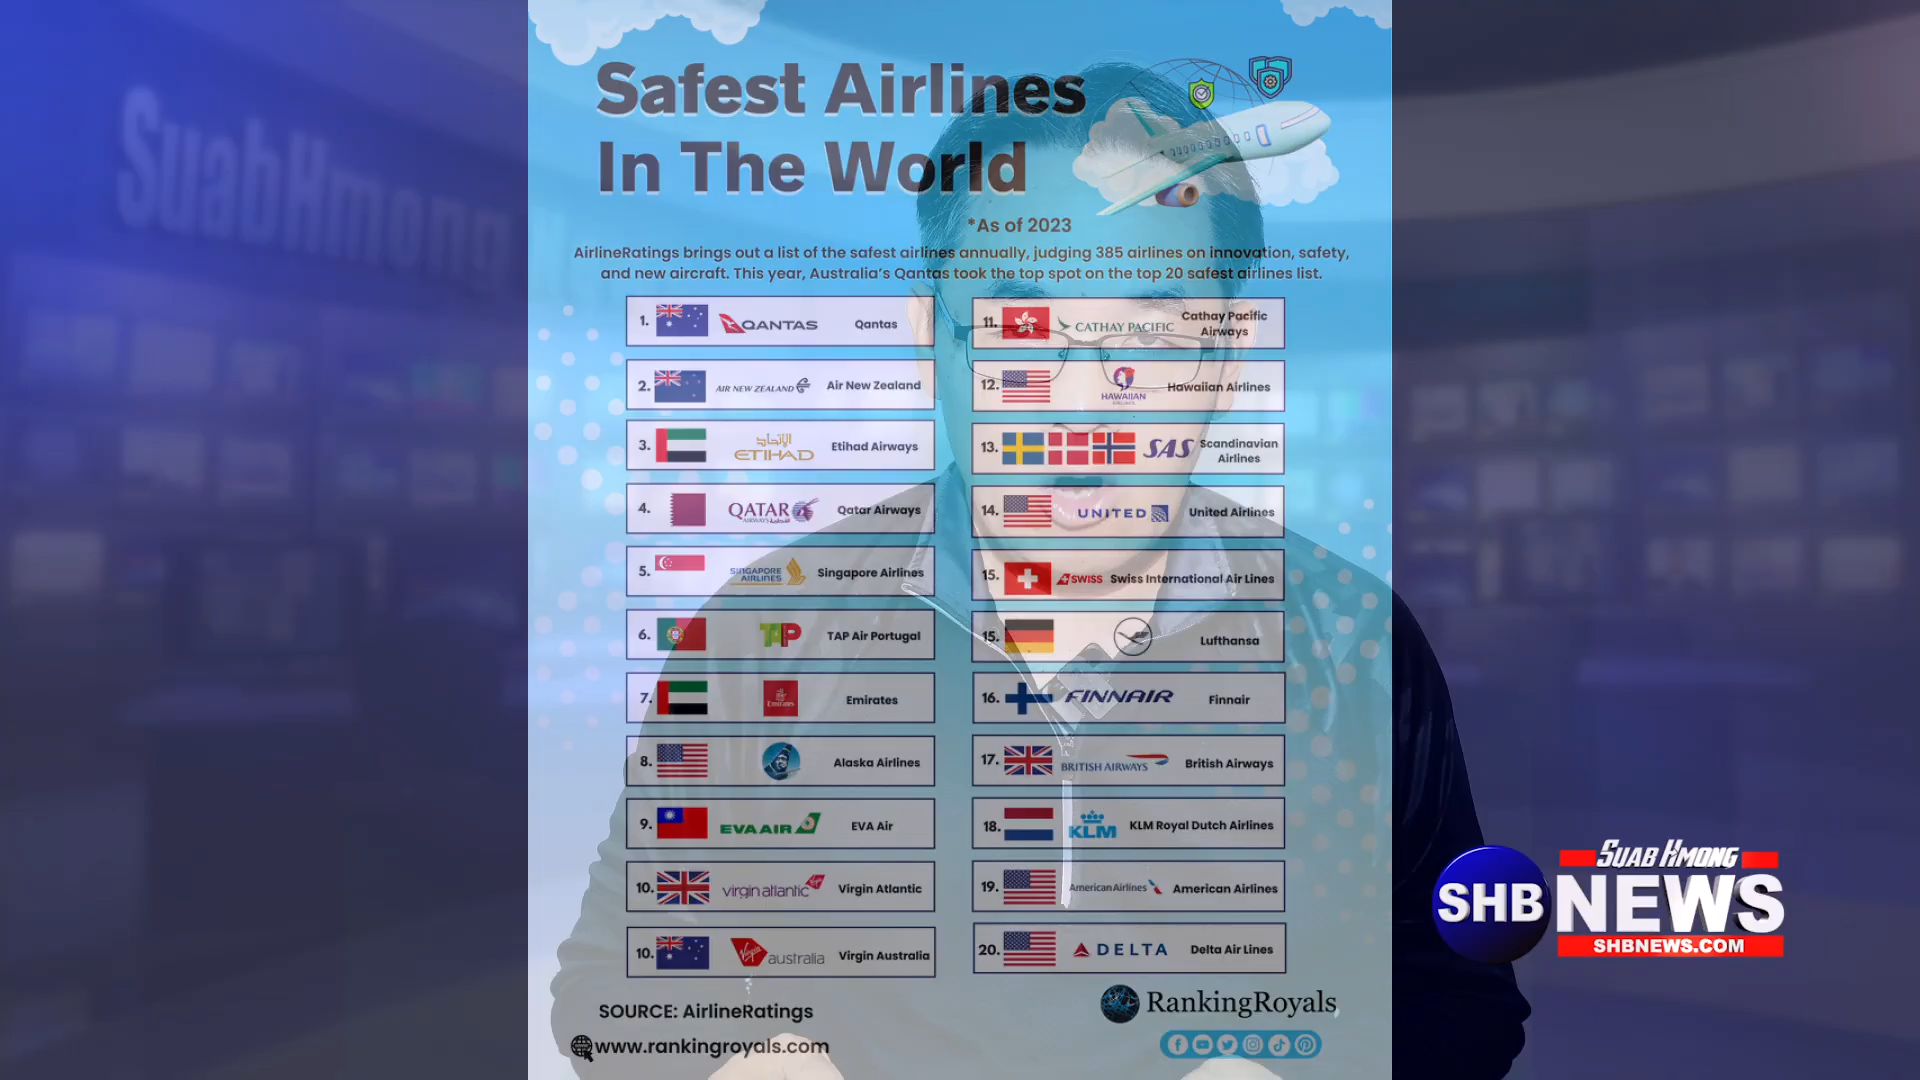 SuabHmong
Safest Airlines
In The World
*As of 2023
AirlineRatings brings out a list of the safest airlines annually, judging 385 airlines on innovation, safety,
and new aircraft. This year, Australia's Qantas took the top spot on the top 20 safest airlines list.
1. QANTAS Qantas
2. AIR NEW ZEALAND Air New Zealand
3. الإتحاد ETIHAD Etihad Airways
4. QATAR AIRWAYS القطرية Qatar Airways
5. SINGAPORE AIRLINES Singapore Airlines
6. TAP TAP Air Portugal
7. Emirates Emirates
8. Alaska Airlines
9. EVA AIR EVA Air
10. virgin atlantic Virgin Atlantic
10. Virgin australia Virgin Australia
11. CATHAY PACIFIC Cathay Pacific
Airways
12. HAWAIIAN AIRLINES Hawaiian Airlines
13. SAS Scandinavian
Airlines
14. UNITED United Airlines
15. SWISS Swiss International Air Lines
15. Lufthansa
16. FINNAIR Finnair
17. BRITISH AIRWAYS British Airways
18. KLM KLM Royal Dutch Airlines
19. American Airlines American Airlines
20. DELTA Delta Air Lines
SOURCE: AirlineRatings
www.rankingroyals.com
RankingRoyals
SUAB HMONG
SHB NEWS
SHBNEWS.COM